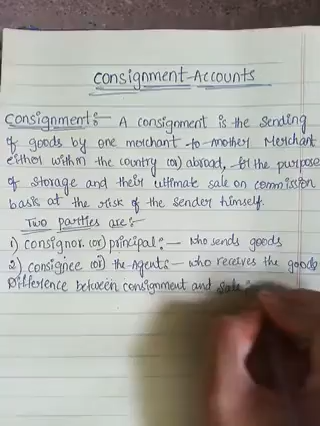 Consignment Accounts
Consignment:- A consignment is the sending
of goods by one merchant to another Merchant
either within the country (or) abroad, for the purpose
of storage and their ultimate sale on commission
basis at the risk of the sender himself.
Two parties are:-
1) consignor (or) principal:- who sends goods
2) consignee (or) the Agents - who receives the goods
Difference between consignment and sale :